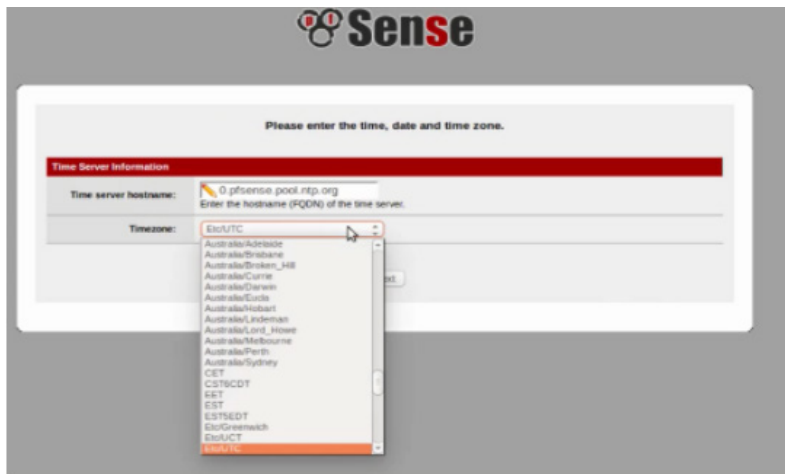 Sense
Please enter the time, date and time zone.
Time Server Information
Time server hostname:
0.pfsense.pool.ntp.org
Enter the hostname (FQDN) of the time server.
Timezone:
Etc/UTC
Australia/Adelaide
Australia/Brisbane
Australia/Broken_Hill
Australia/Currie
Australia/Darwin
Australia/Eucla
Australia/Hobart
Australia/Lindeman
Australia/Lord_Howe
Australia/Melbourne
Australia/Perth
Australia/Sydney
CET
CST6CDT
EET
EST
EST5EDT
Etc/Greenwich
Etc/UCT
Etc/UTC